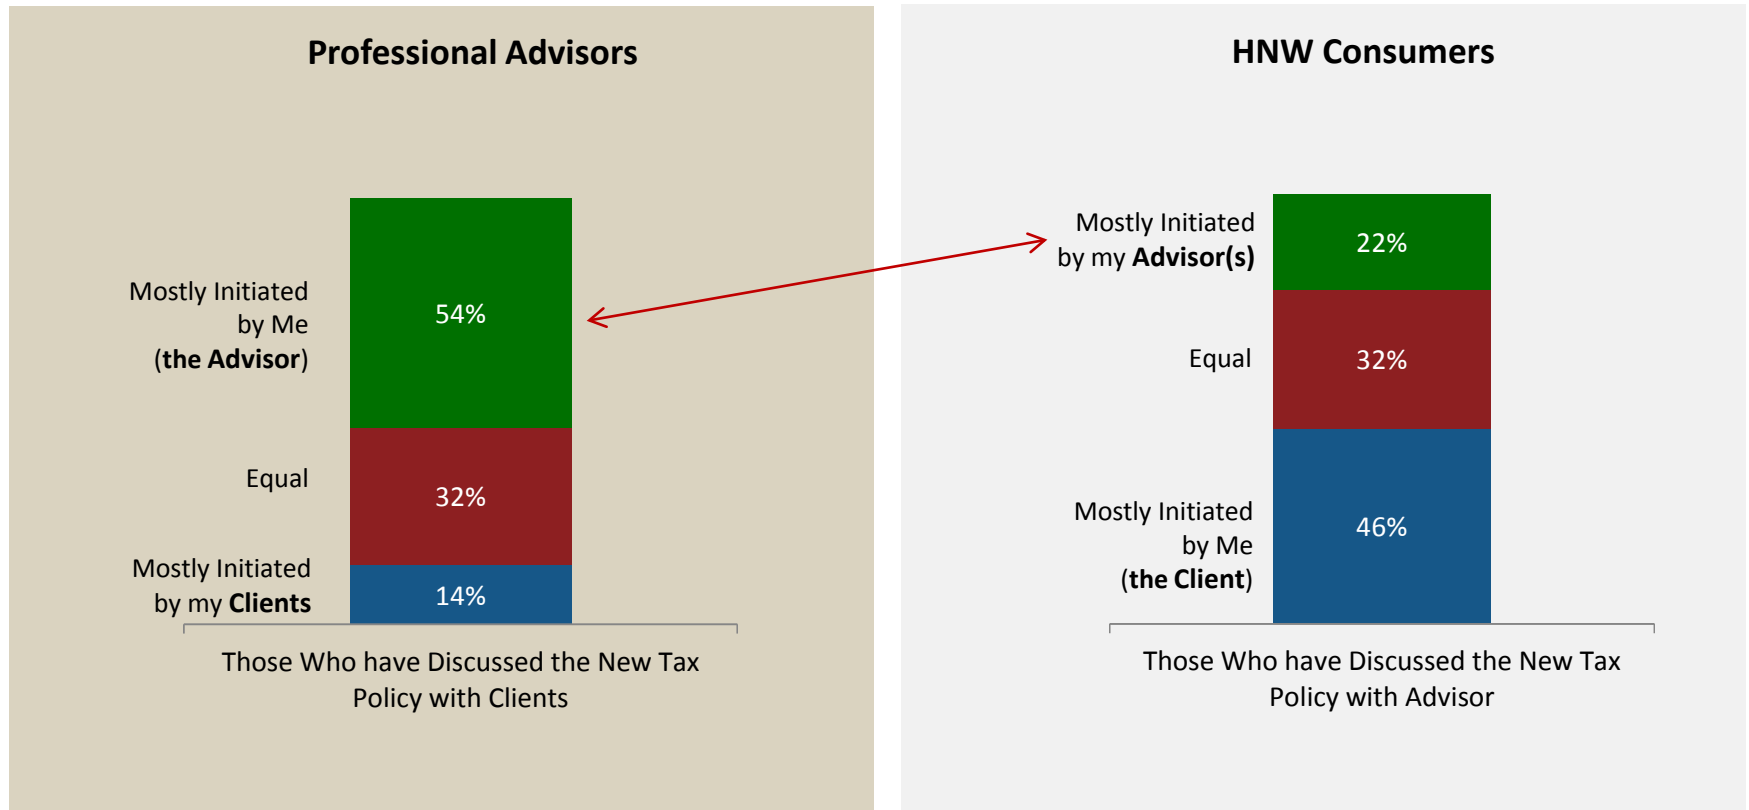 Professional Advisors
Mostly Initiated
by Me
(the Advisor)
54%
Equal
32%
Mostly Initiated
by my Clients
14%
Those Who have Discussed the New Tax
Policy with Clients
HNW Consumers
Mostly Initiated
by my Advisor(s)
22%
Equal
32%
Mostly Initiated
by Me
(the Client)
46%
Those Who have Discussed the New Tax
Policy with Advisor